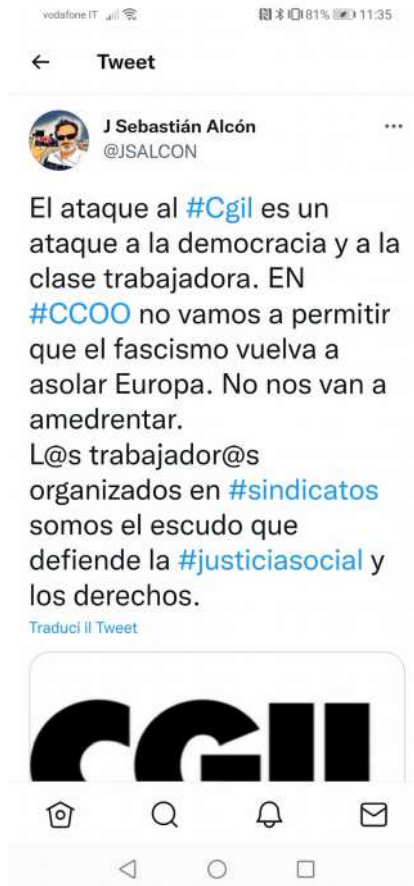 vodafone IT
81% 11:35
Tweet
J Sebastián Alcón
@JSALCON
El ataque al #Cgil es un
ataque a la democracia y a la
clase trabajadora. EN
#CCOO no vamos a permitir
que el fascismo vuelva a
asolar Europa. No nos van a
amedrentar.
L@s trabajador@s
organizados en #sindicatos
somos el escudo que
defiende la #justiciasocial y
los derechos.
Traduci il Tweet
CGIL